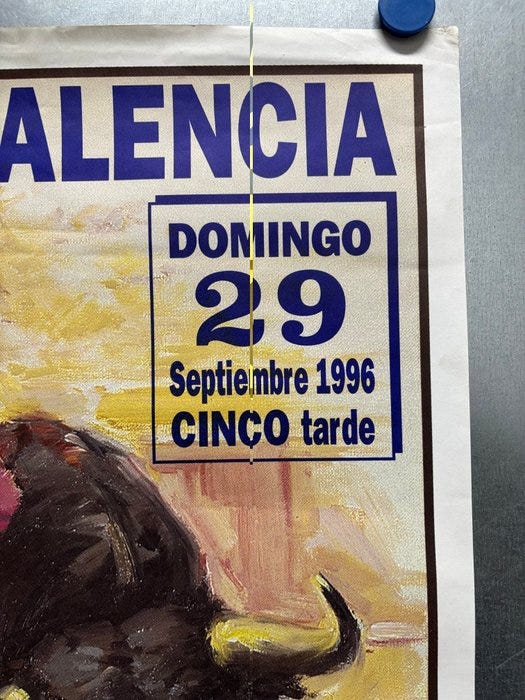 ALENCIA
DOMINGO
29
Septiembre 1996
CINCO tarde